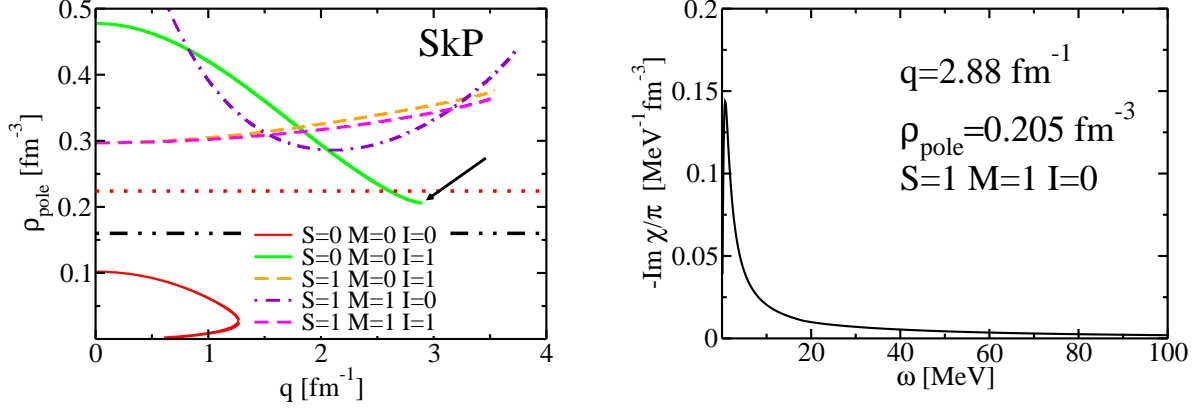 0.5
0.4
0.3
0.2
0.1
ρpole [fm-3]
SkP
S=0 M=0 I=0
S=0 M=0 I=1
S=1 M=0 I=1
S=1 M=1 I=0
S=1 M=1 I=1
0 1 2 3 4
q [fm-1]
0.2
0.15
0.1
0.05
0
-Im χ/π [MeV-1fm-3]
q=2.88 fm-1
ρpole=0.205 fm-3
S=1 M=1 I=0
20 40 60 80 100
ω [MeV]